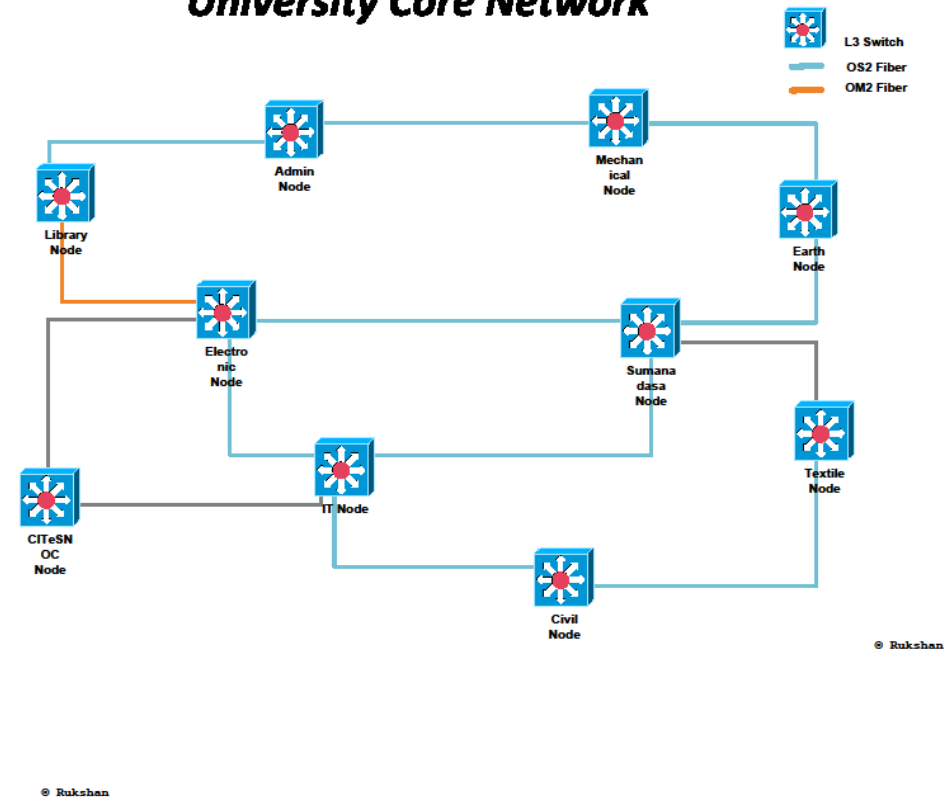 University Core Network
L3 Switch
OS2 Fiber
OM2 Fiber
Admin
Node
Mechan
ical
Node
Library
Node
Earth
Node
Electro
nic
Node
Sumana
dasa
Node
Textile
Node
IT Node
CITeSN
OC
Node
Civil
Node
© Rukshan
© Rukshan